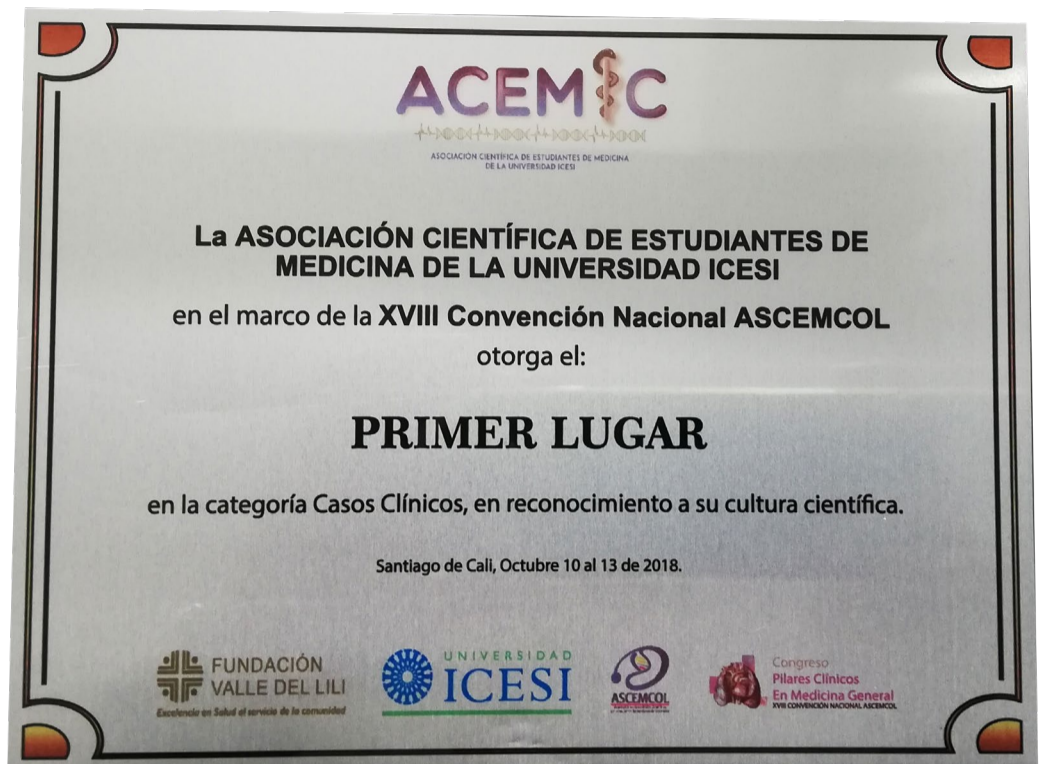 ACEMIC
ASOCIACIÓN CIENTÍFICA DE ESTUDIANTES DE MEDICINA
DE LA UNIVERSIDAD ICESI
La ASOCIACIÓN CIENTÍFICA DE ESTUDIANTES DE
MEDICINA DE LA UNIVERSIDAD ICESI
en el marco de la XVIII Convención Nacional ASCEMCOL
otorga el:
PRIMER LUGAR
en la categoría Casos Clínicos, en reconocimiento a su cultura científica.
Santiago de Cali, Octubre 10 al 13 de 2018.
FUNDACIÓN
VALLE DEL LILI
Excelencia en Salud al servicio de la comunidad
UNIVERSIDAD
ICESI
ASCEMCOL
Congreso
Pilares Clínicos
En Medicina General
XVIII CONVENCIÓN NACIONAL ASCEMCOL